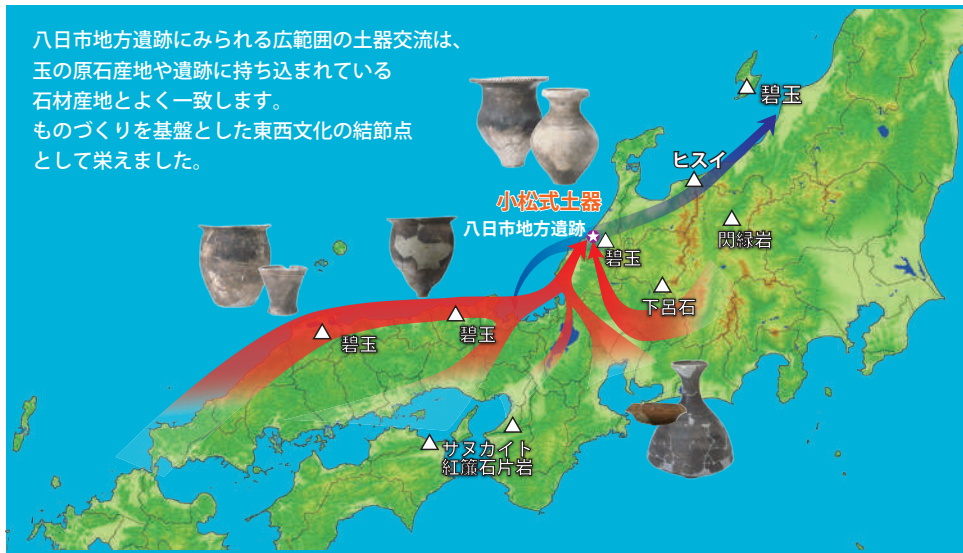 八日市地方遺跡にみられる広範囲の土器交流は、
玉の原石産地や遺跡に持ち込まれている
石材産地とよく一致します。
ものづくりを基盤とした東西文化の結節点
として栄えました。
碧玉
ヒスイ
小松式土器
八日市地方遺跡
碧玉
閃緑岩
下呂石
碧玉
碧玉
サヌカイト
紅簾石片岩